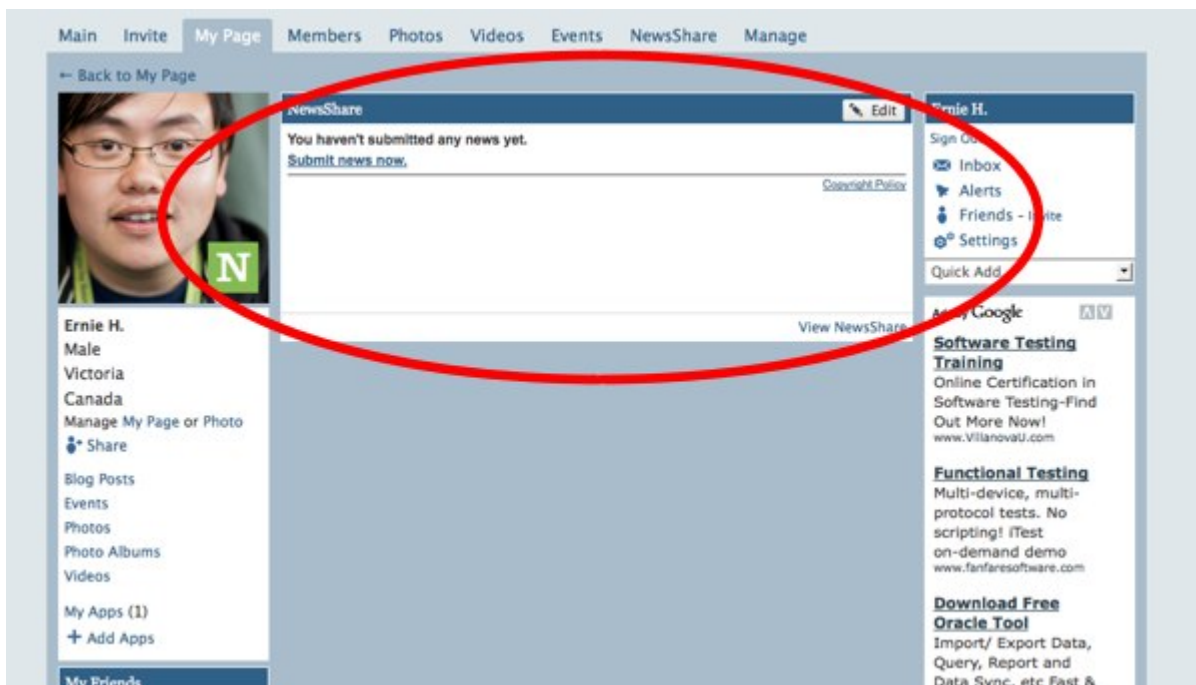 Main Invite My Page Members Photos Videos Events NewsShare Manage
← Back to My Page
N
Ernie H.
Male
Victoria
Canada
Manage My Page or Photo
Share
Blog Posts
Events
Photos
Photo Albums
Videos
My Apps (1)
+ Add Apps
My Friends
NewsShare
Edit
You haven't submitted any news yet.
Submit news now.
Copyright Policy
View NewsShare
Ernie H.
Sign
Inbox
Alerts
Friends - Invite
Settings
Quick Add
Google
Software Testing
Training
Online Certification in
Software Testing-Find
Out More Now!
www.VillanovaU.com
Functional Testing
Multi-device, multi-
protocol tests. No
scripting! iTest
on-demand demo
www.fanfaresoftware.com
Download Free
Oracle Tool
Import/ Export Data,
Query, Report and
Data Sync, etc Fast &